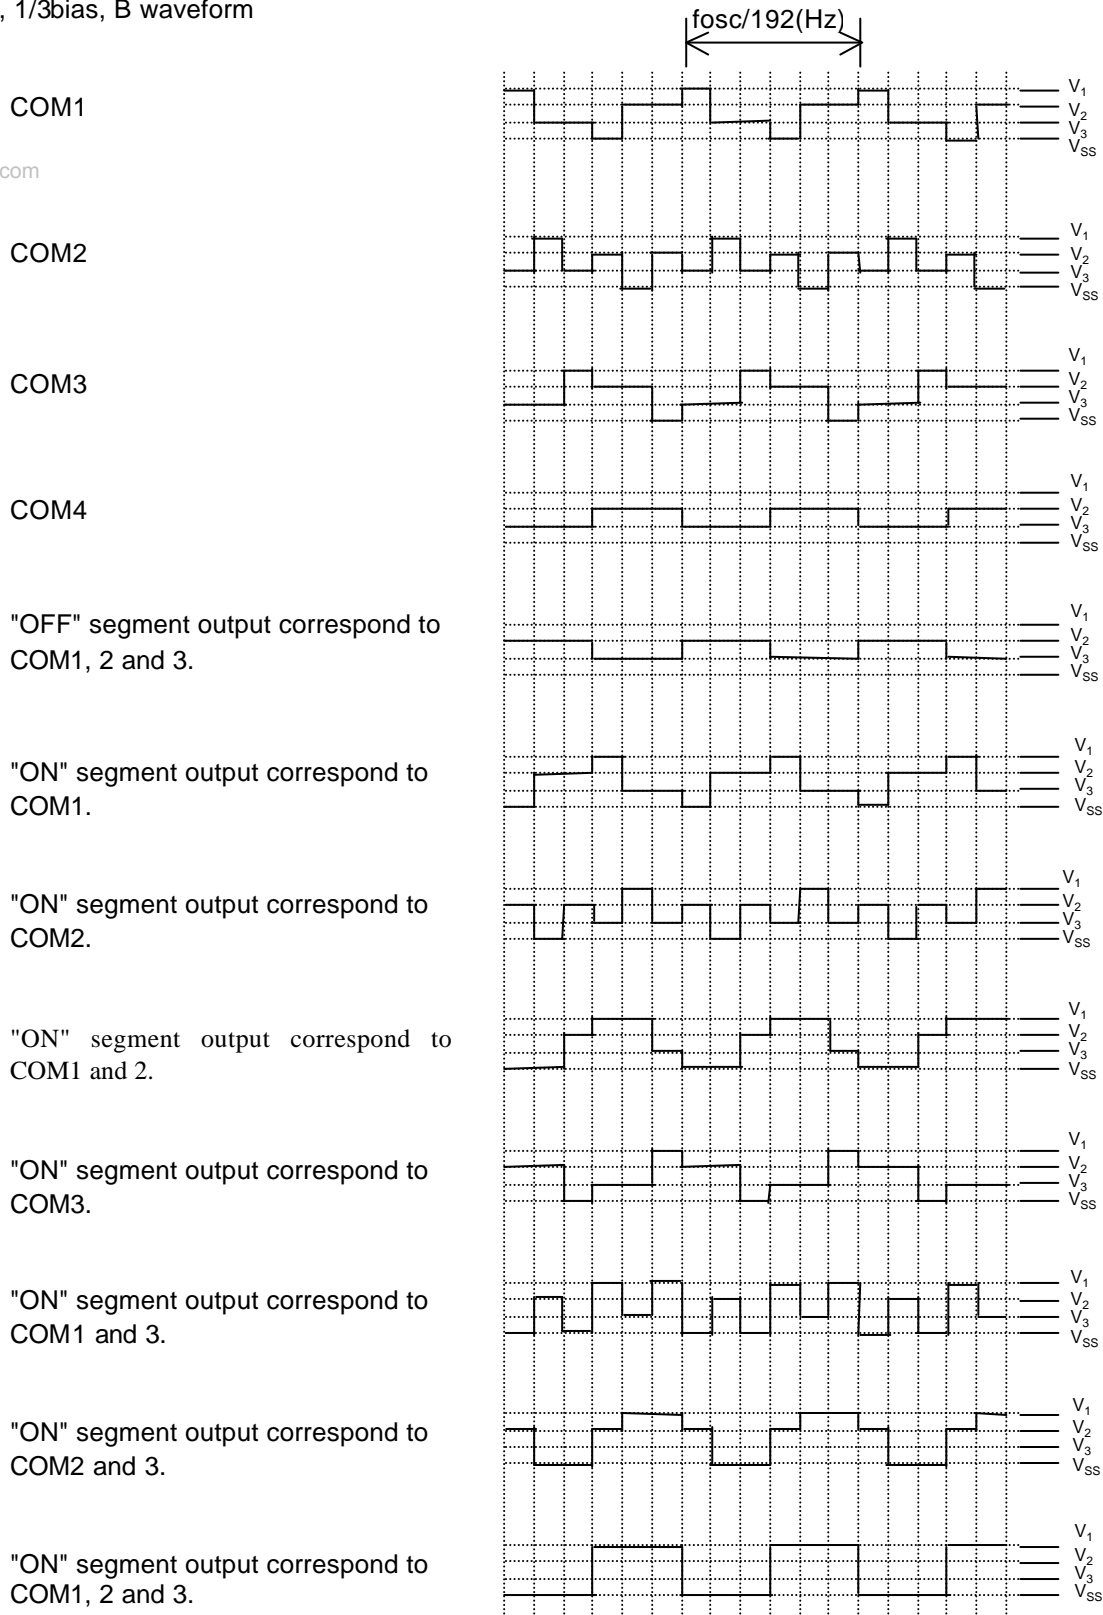 , 1/3bias, B waveform
fosc/192(Hz)
COM1
V1
V2
V3
VSS
com
COM2
V1
V2
V3
VSS
COM3
V1
V2
V3
VSS
COM4
V1
V2
V3
VSS
"OFF" segment output correspond to
COM1, 2 and 3.
V1
V2
V3
VSS
"ON" segment output correspond to
COM1.
V1
V2
V3
VSS
"ON" segment output correspond to
COM2.
V1
V2
V3
VSS
"ON" segment output correspond to
COM1 and 2.
V1
V2
V3
VSS
"ON" segment output correspond to
COM3.
V1
V2
V3
VSS
"ON" segment output correspond to
COM1 and 3.
V1
V2
V3
VSS
"ON" segment output correspond to
COM2 and 3.
V1
V2
V3
VSS
"ON" segment output correspond to
COM1, 2 and 3.
V1
V2
V3
VSS